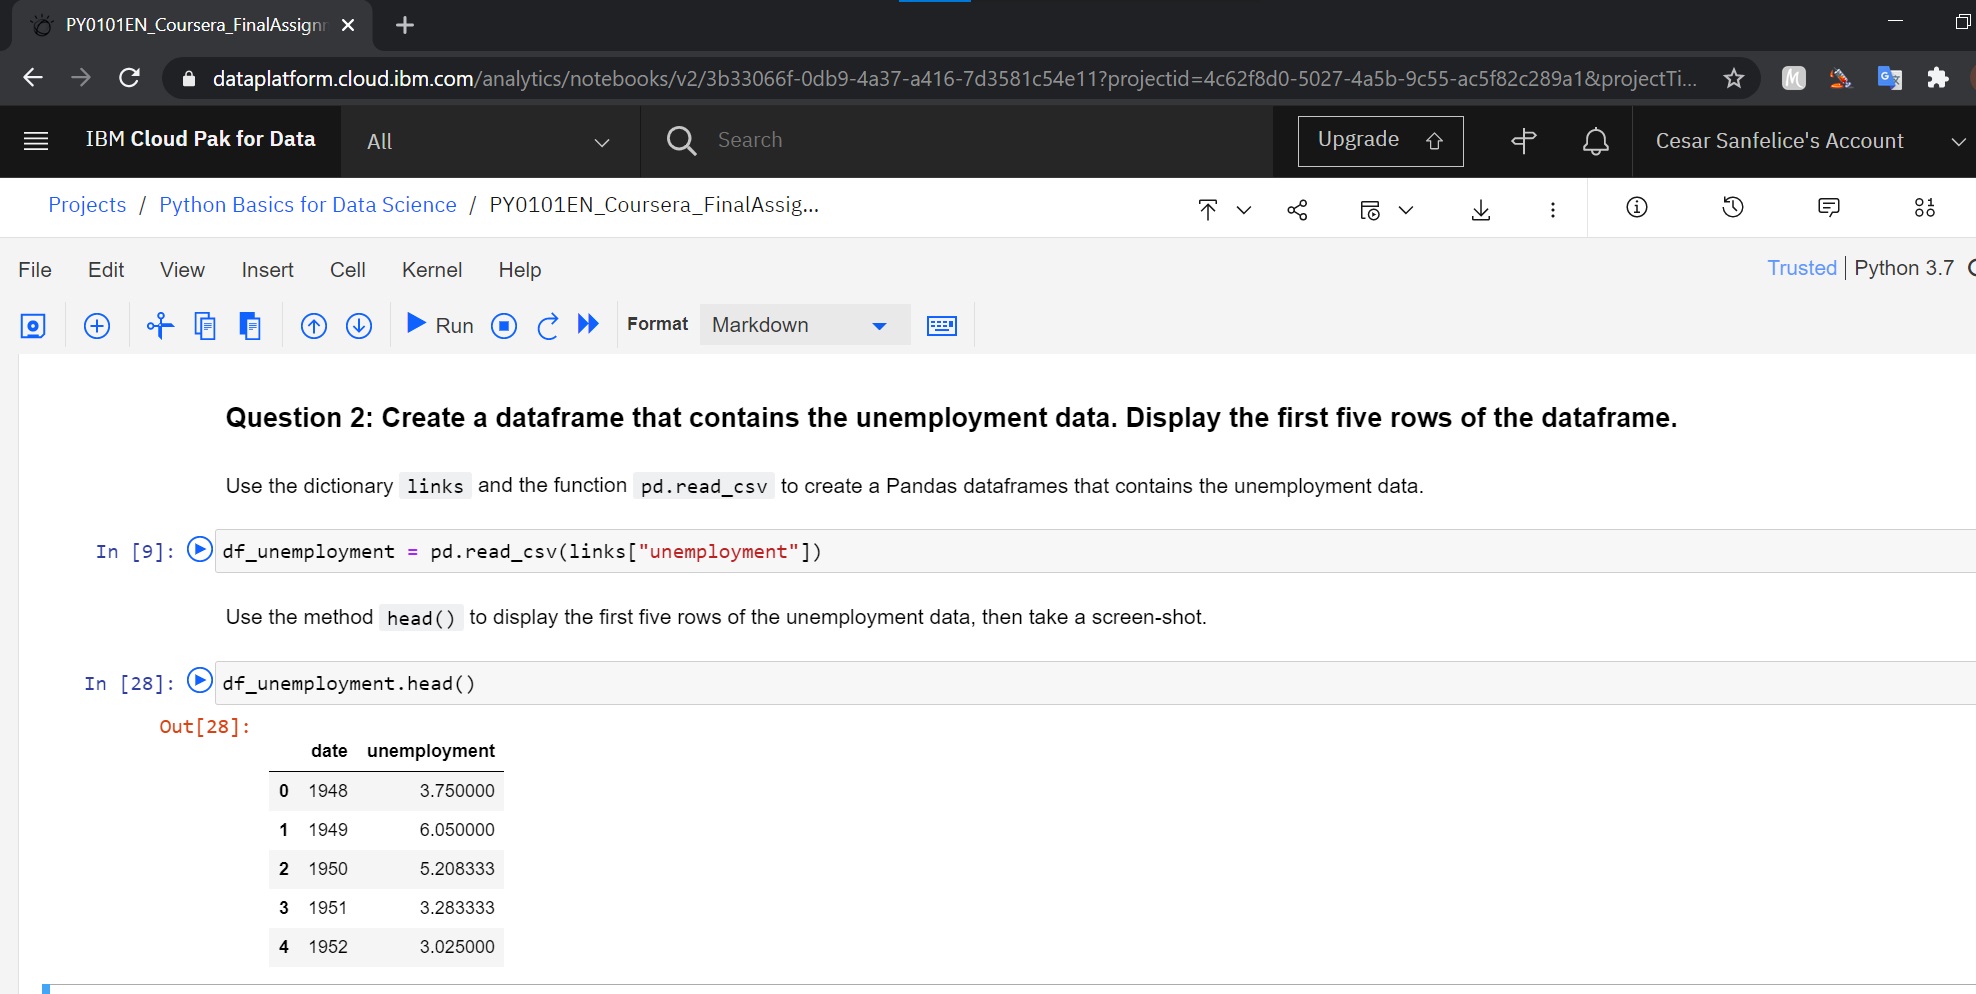 PY0101EN_Coursera_FinalAssign
dataplatform.cloud.ibm.com/analytics/notebooks/v2/3b33066f-0db9-4a37-a416-7d3581c54e11?projectid=4c62f8d0-5027-4a5b-9c55-ac5f82c289a1&projectTi...
IBM Cloud Pak for Data All Search Upgrade Cesar Sanfelice's Account
Projects / Python Basics for Data Science / PY0101EN_Coursera_FinalAssig...
File Edit View Insert Cell Kernel Help Trusted | Python 3.7
Run Format Markdown
Question 2: Create a dataframe that contains the unemployment data. Display the first five rows of the dataframe.
Use the dictionary links and the function pd.read_csv to create a Pandas dataframes that contains the unemployment data.
In [9]: df_unemployment = pd.read_csv(links["unemployment"])
Use the method head() to display the first five rows of the unemployment data, then take a screen-shot.
In [28]: df_unemployment.head()
Out[28]:
date unemployment
0 1948 3.750000
1 1949 6.050000
2 1950 5.208333
3 1951 3.283333
4 1952 3.025000